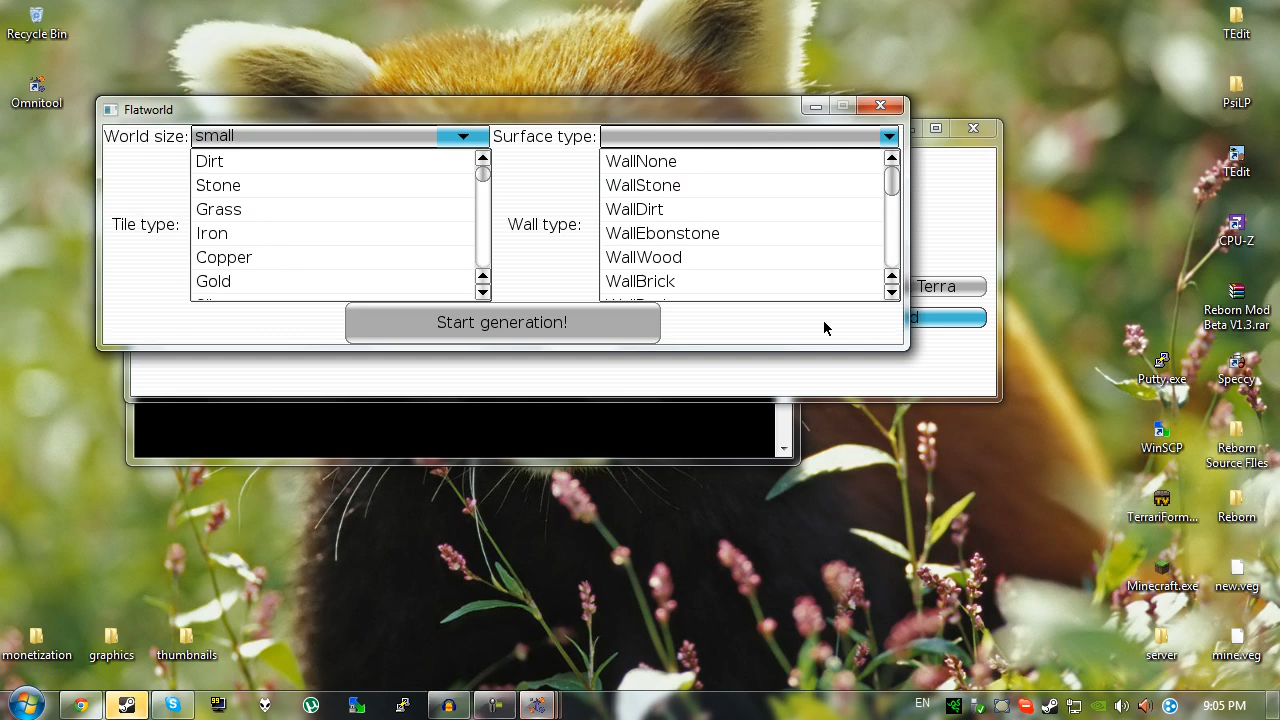 Recycle Bin
Omnitool
Flatworld
World size:
small
Surface type:
Tile type:
Dirt
Stone
Grass
Iron
Copper
Gold
Wall type:
WallNone
WallStone
WallDirt
WallEbonstone
WallWood
WallBrick
Start generation!
Terra
d
TEdit
PsiLP
TEdit
CPU-Z
Reborn Mod
Beta V1.3.rar
Putty.exe
Speccy
WinSCP
Reborn
Source FIles
TerrariForm...
Reborn
Minecraft.exe
new.veg
server
mine.veg
monetization
graphics
thumbnails
EN
9:05 PM